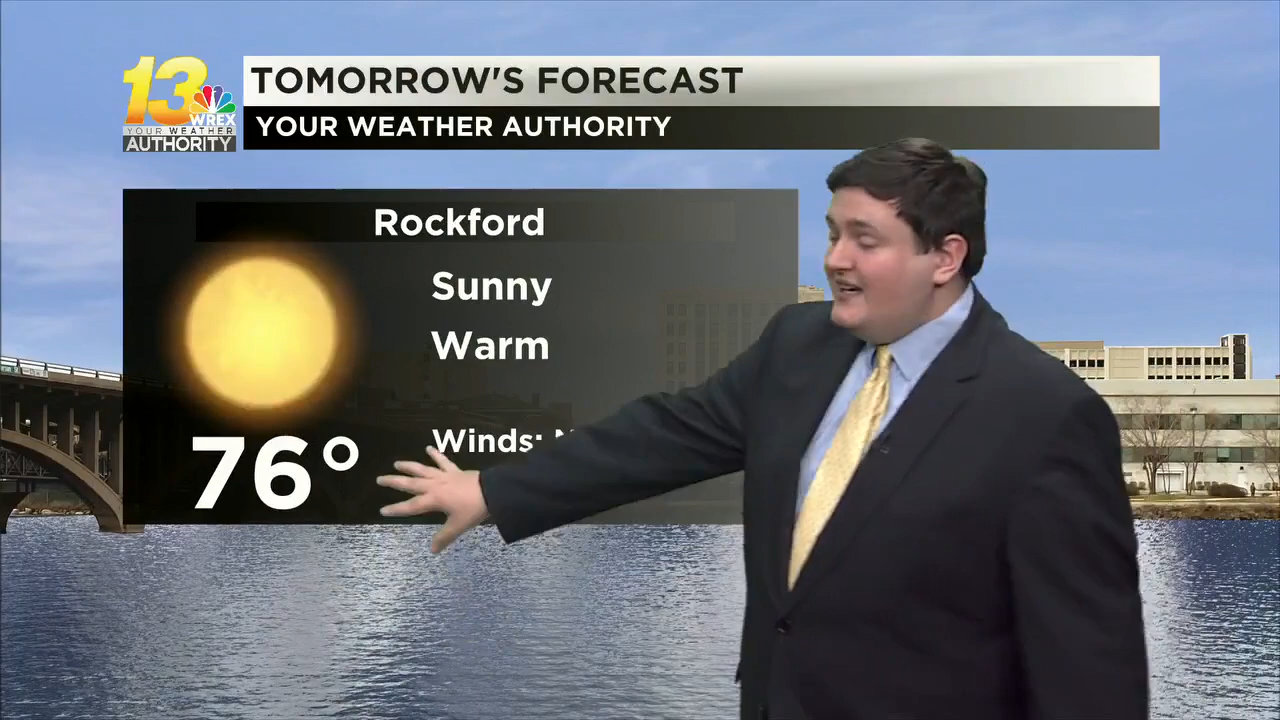 13
WREX
YOUR WEATHER
AUTHORITY
TOMORROW'S FORECAST
YOUR WEATHER AUTHORITY
Rockford
Sunny
Warm
Winds:
76°